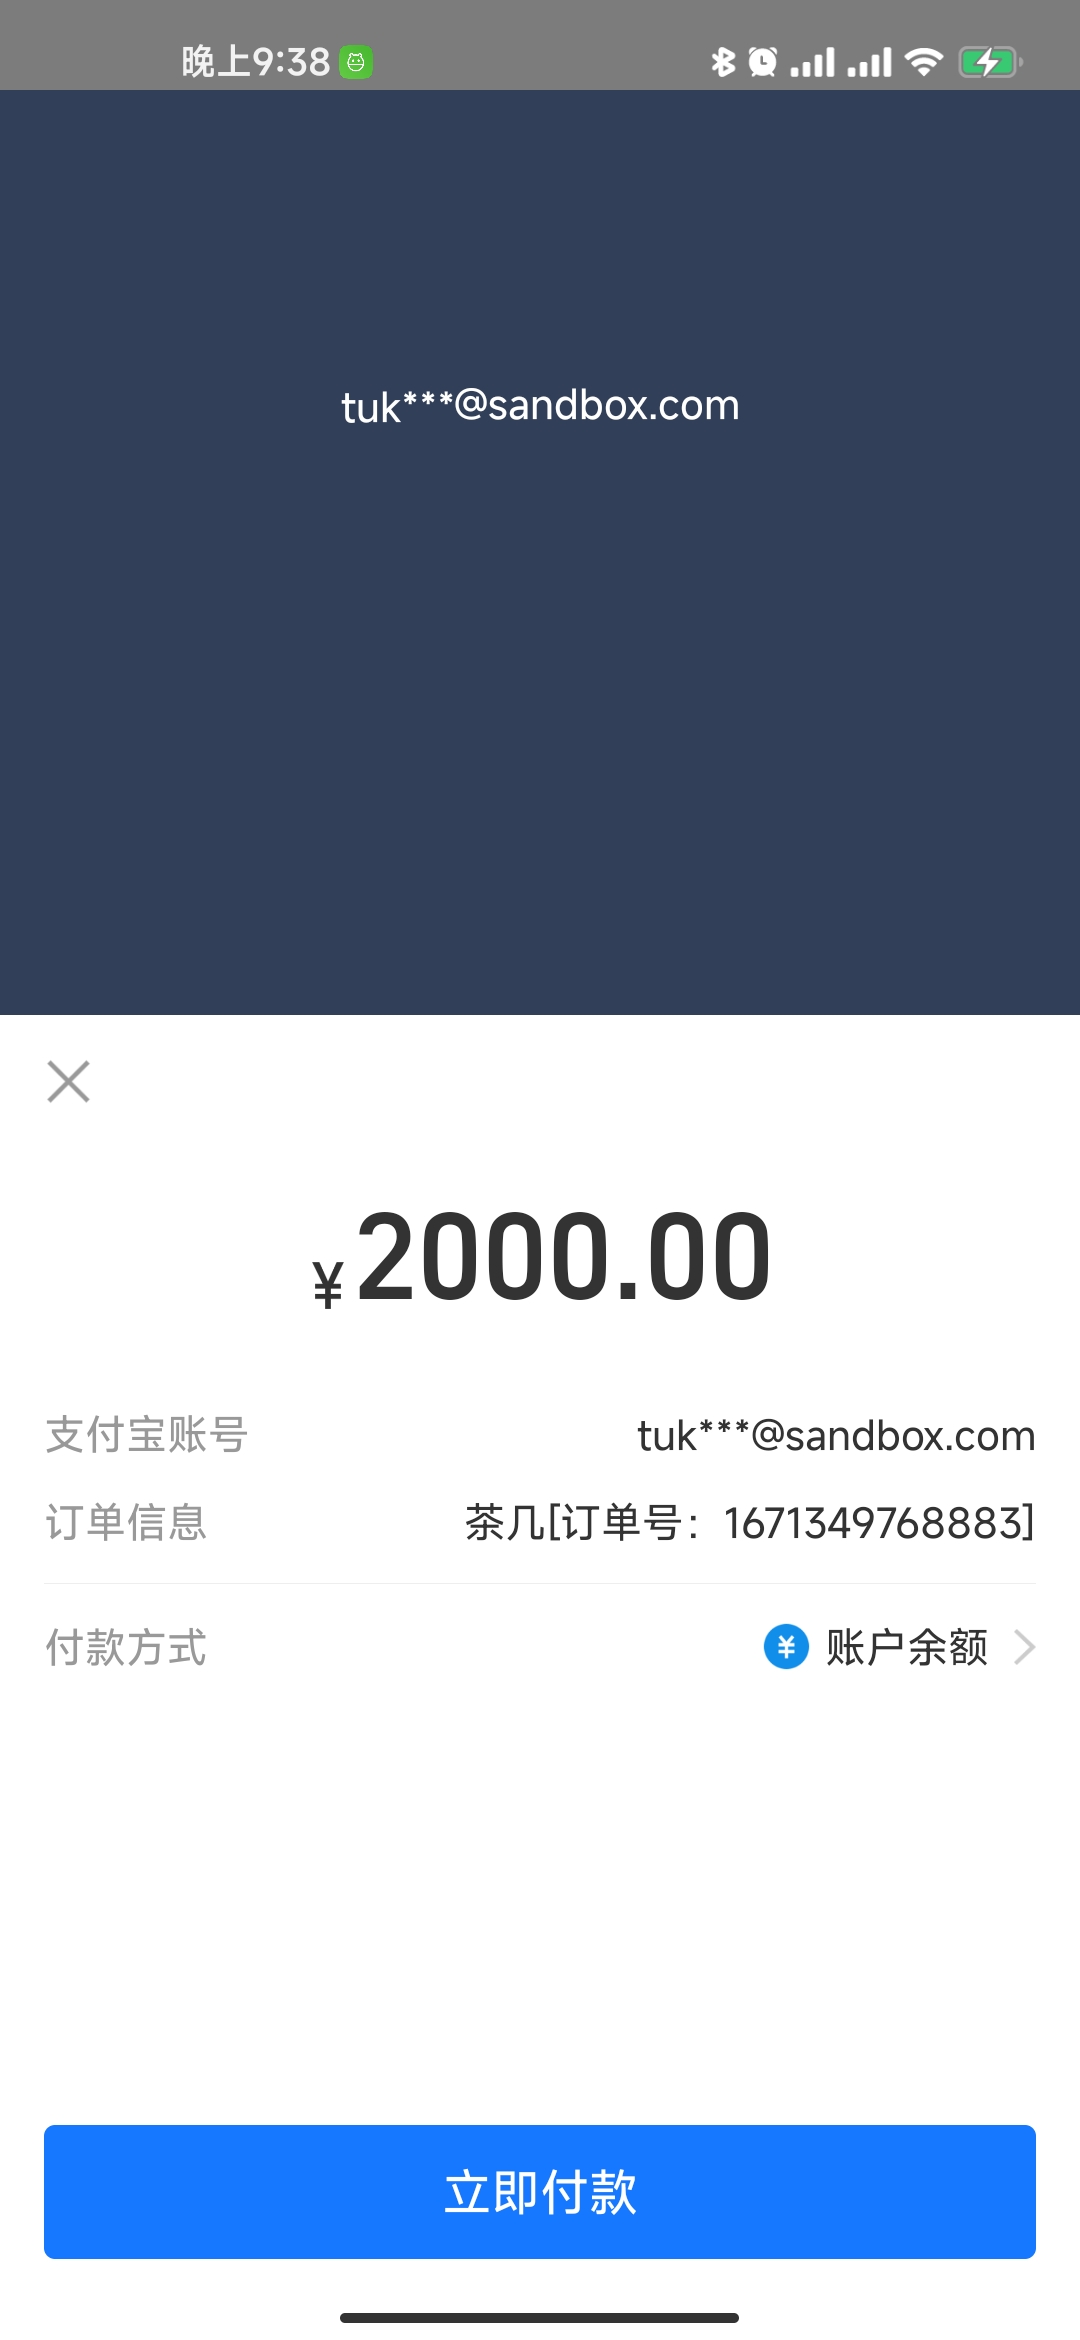 晚上9:38
tuk***@sandbox.com
¥2000.00
支付宝账号 tuk***@sandbox.com
订单信息 茶几[订单号：1671349768883]
付款方式 ¥ 账户余额
立即付款